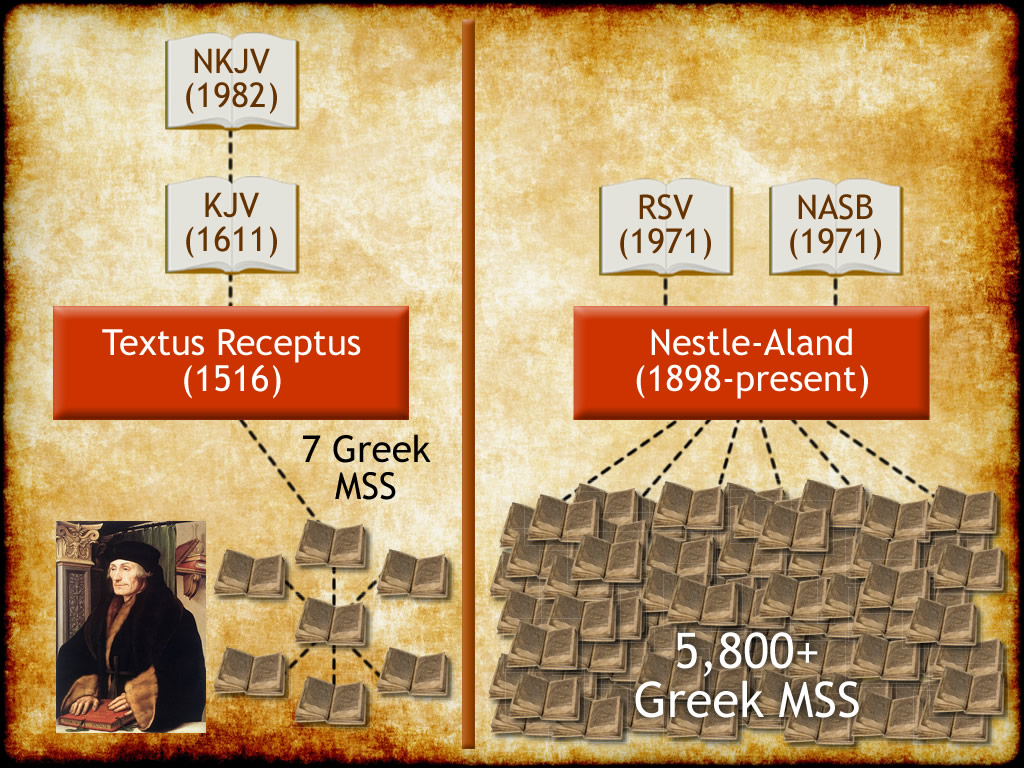 NKJV
(1982)
KJV
(1611)
Textus Receptus
(1516)
7 Greek
MSS
RSV
(1971)
NASB
(1971)
Nestle-Aland
(1898-present)
5,800+
Greek MSS